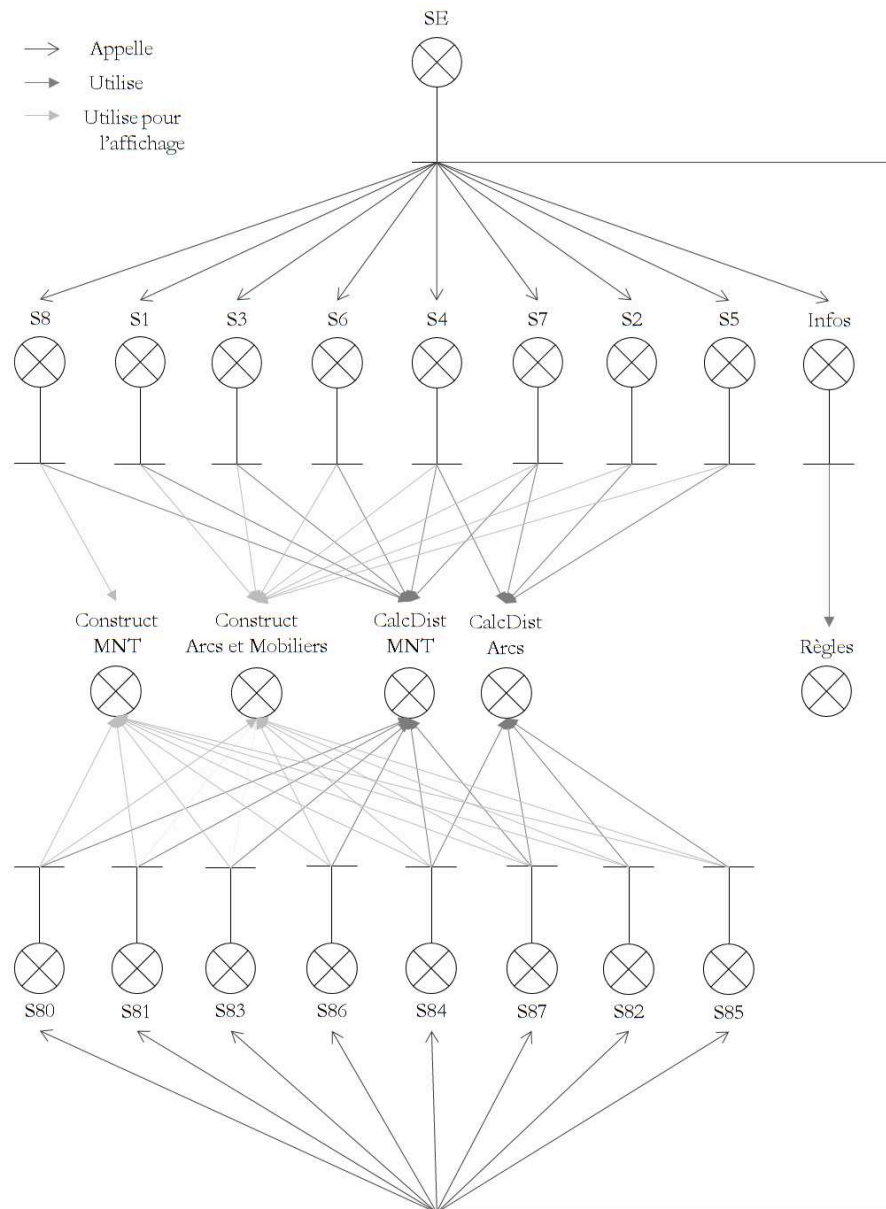 SE
Appelle
Utilise
Utilise pour
l'affichage
S8 S1 S3 S6 S4 S7 S2 S5 Infos
Construct Construct CalcDist CalcDist
MNT Arcs et Mobiliers MNT Arcs Règles
S80 S81 S83 S86 S84 S87 S82 S85